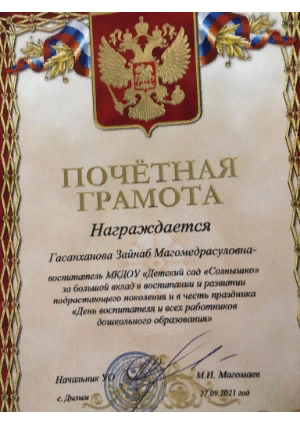 ПОЧЁТНАЯ
ГРАМОТА
Награждается
Гасанханова Зайнаб Магомедрасуловна-
воспитатель МКДОУ «Детский сад «Солнышко»
за большой вклад в воспитании и развитии
подрастающего поколения и в честь праздника
«День воспитателя и всех работников
дошкольного образования»
Начальник УО М.И. Магомаев
с. Дылым 27.09.2021 год